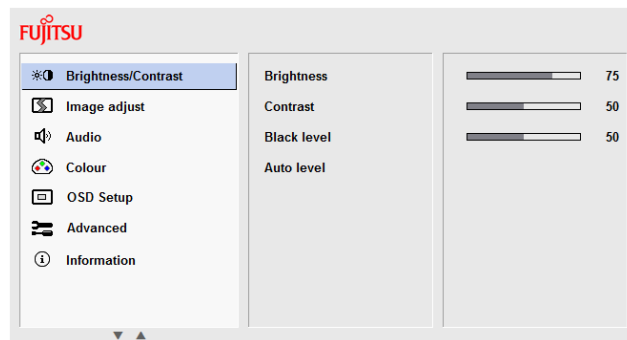 FUJITSU
Brightness/Contrast Brightness 75
Image adjust Contrast 50
Audio Black level 50
Colour Auto level
OSD Setup
Advanced
Information